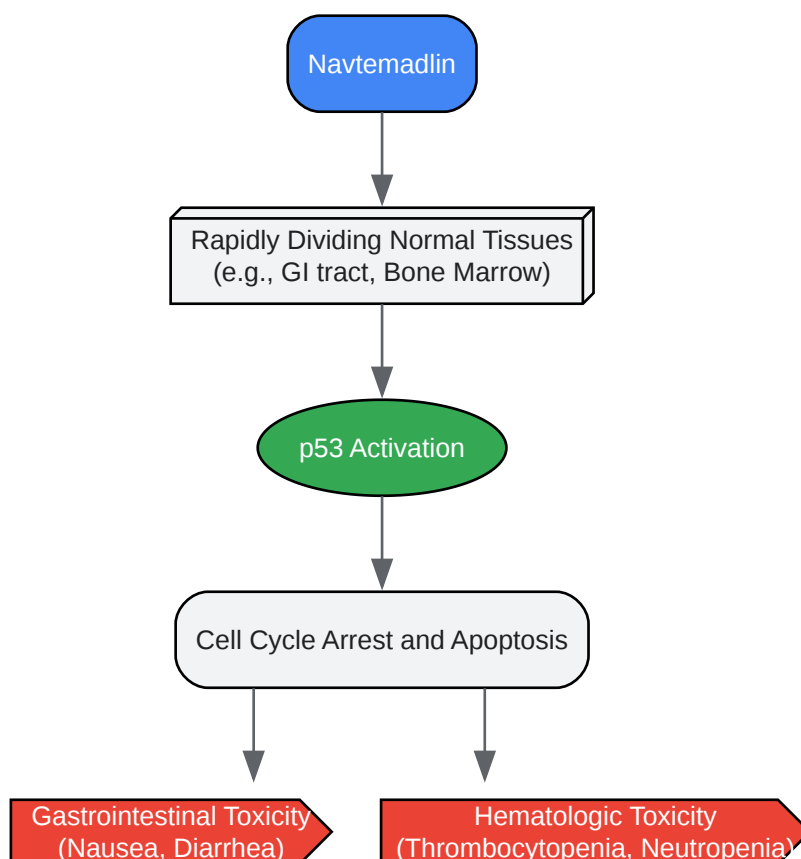 Navtemadlin
Rapidly Dividing Normal Tissues
(e.g., GI tract, Bone Marrow)
p53 Activation
Cell Cycle Arrest and Apoptosis
Gastrointestinal Toxicity
(Nausea, Diarrhea)
Hematologic Toxicity
(Thrombocytopenia, Neutropenia)